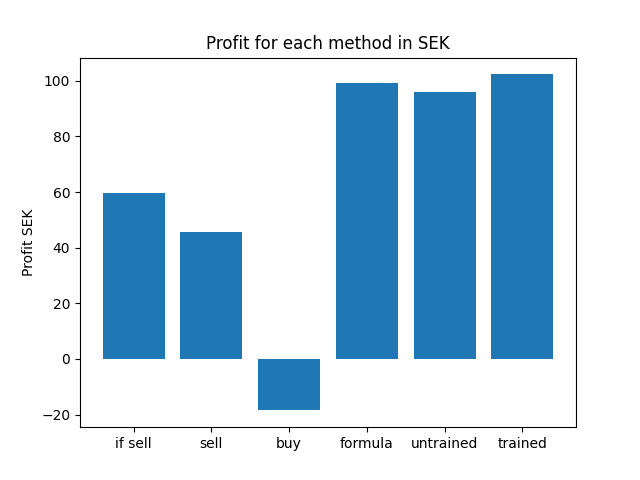 Profit for each method in SEK
Profit SEK
100
80
60
40
20
0
−20
if sell sell buy formula untrained trained